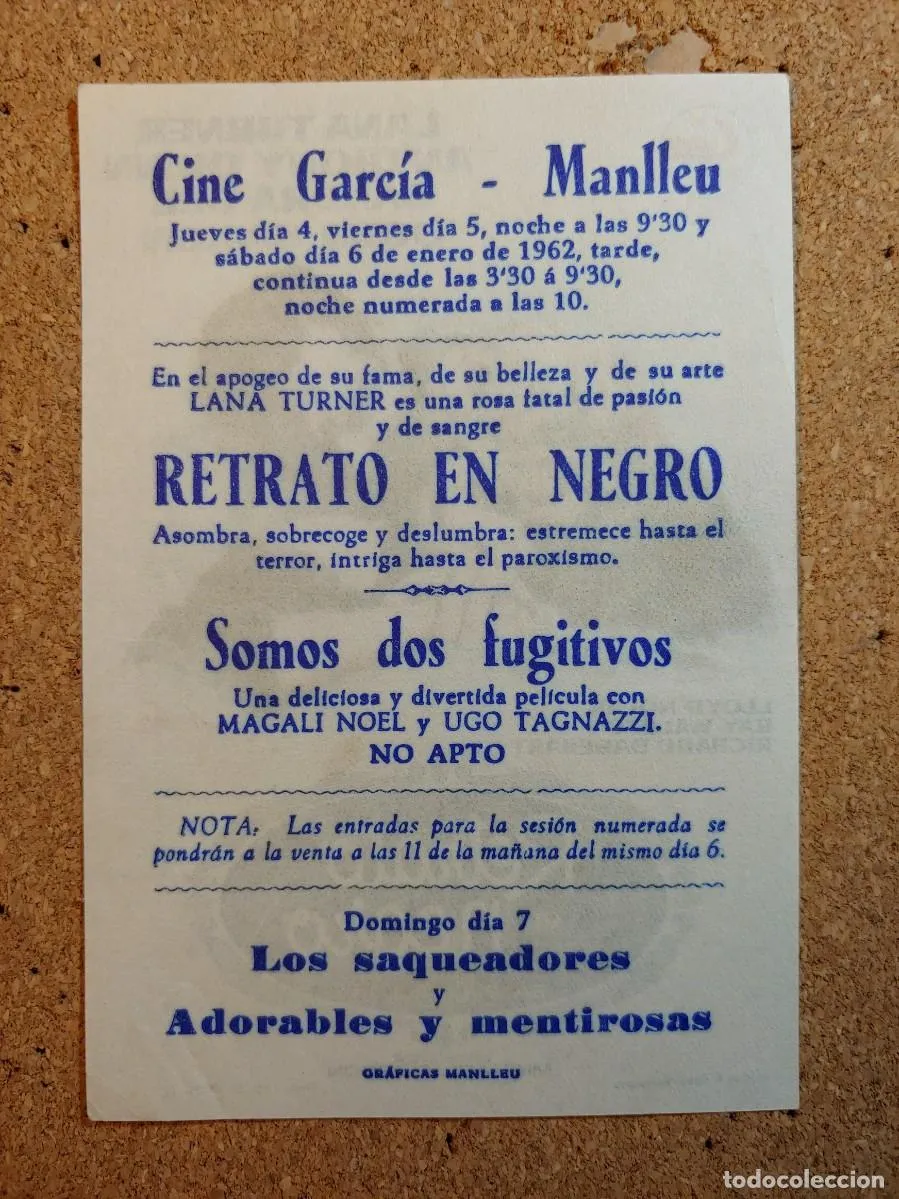 Cine García - Manlleu
Jueves día 4, viernes día 5, noche a las 9'30 y
sábado día 6 de enero de 1962, tarde,
continua desde las 3'30 á 9'30,
noche numerada a las 10.
En el apogeo de su fama, de su belleza y de su arte
LANA TURNER es una rosa fatal de pasión
y de sangre
RETRATO EN NEGRO
Asombra, sobrecoge y deslumbra: estremece hasta el
terror, intriga hasta el paroxismo.
Somos dos fugitivos
Una deliciosa y divertida película con
MAGALI NOEL y UGO TAGNAZZI.
NO APTO
NOTA: Las entradas para la sesión numerada se
pondrán a la venta a las 11 de la mañana del mismo día 6.
Domingo día 7
Los saqueadores
y
Adorables y mentirosas
GRÁFICAS MANLLEU
todocoleccion